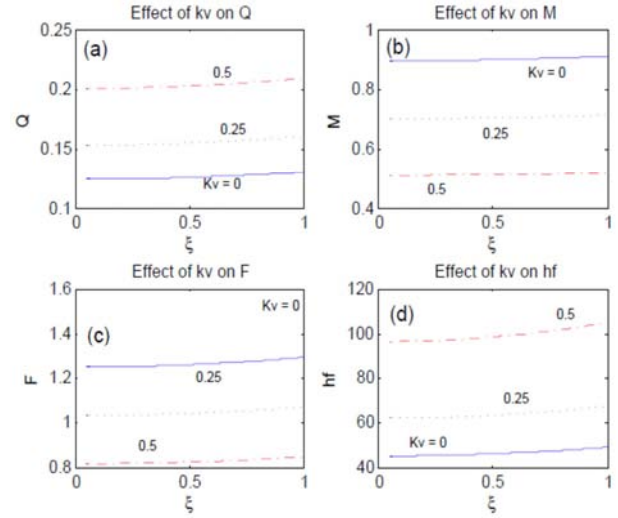 Effect of kv on Q
0.25
(a)
0.5
0.2
Q
0.25
0.15
Kv = 0
0.1
0
0.5
1
ξ
Effect of kv on M
1
(b)
Kv = 0
0.8
M
0.25
0.6
0.5
0.4
0
0.5
1
ξ
Effect of kv on F
1.6
Kv = 0
1.4
(c)
1.2
0.25
F
1
0.5
0.8
0
0.5
1
ξ
Effect of kv on hf
120
0.5
(d)
100
80
hf
0.25
60
Kv = 0
40
0
0.5
1
ξ